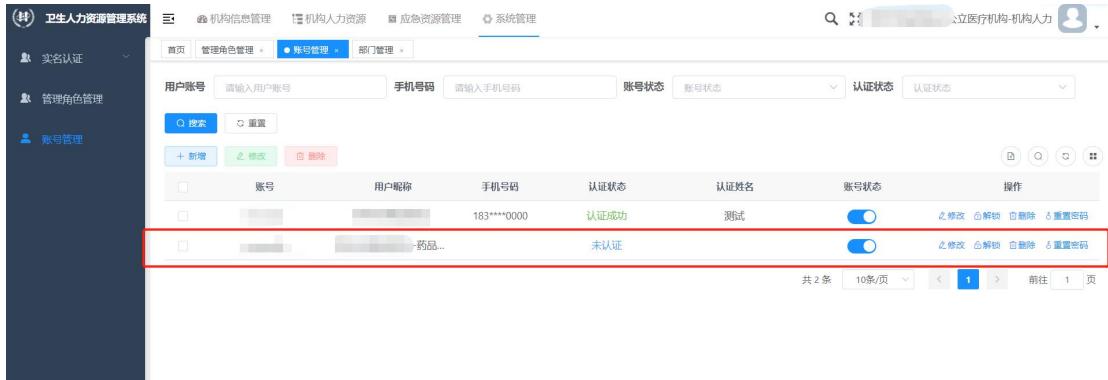 卫生人力资源管理系统 机构信息管理 机构人力资源 应急资源管理 系统管理 公立医疗机构-机构人力
实名认证
管理角色管理
账号管理
首页 管理角色管理 × 账号管理 × 部门管理 ×
用户账号 请输入用户账号 手机号码 请输入手机号码 账号状态 账号状态 认证状态 认证状态
搜索 重置
+ 新增 修改 删除
账号 用户昵称 手机号码 认证状态 认证姓名 账号状态 操作
183****0000 认证成功 测试 修改 解锁 删除 重置密码
-药品... 未认证 修改 解锁 删除 重置密码
共 2 条 10条/页 < 1 > 前往 1 页